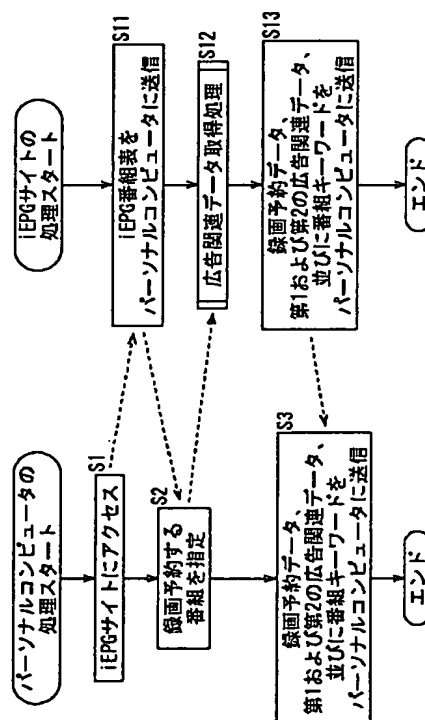 パーソナルコンピュータの
処理スタート
S1
iEPGサイトにアクセス
S2
録画予約する
番組を指定
S3
録画予約データ、
第1および第2の広告関連データ、
並びに番組キーワードを
パーソナルコンピュータに送信
エンド
iEPGサイトの
処理スタート
S11
iEPG番組表を
パーソナルコンピュータに送信
S12
広告関連データ取得処理
S13
録画予約データ、
第1および第2の広告関連データ、
並びに番組キーワードを
パーソナルコンピュータに送信
エンド